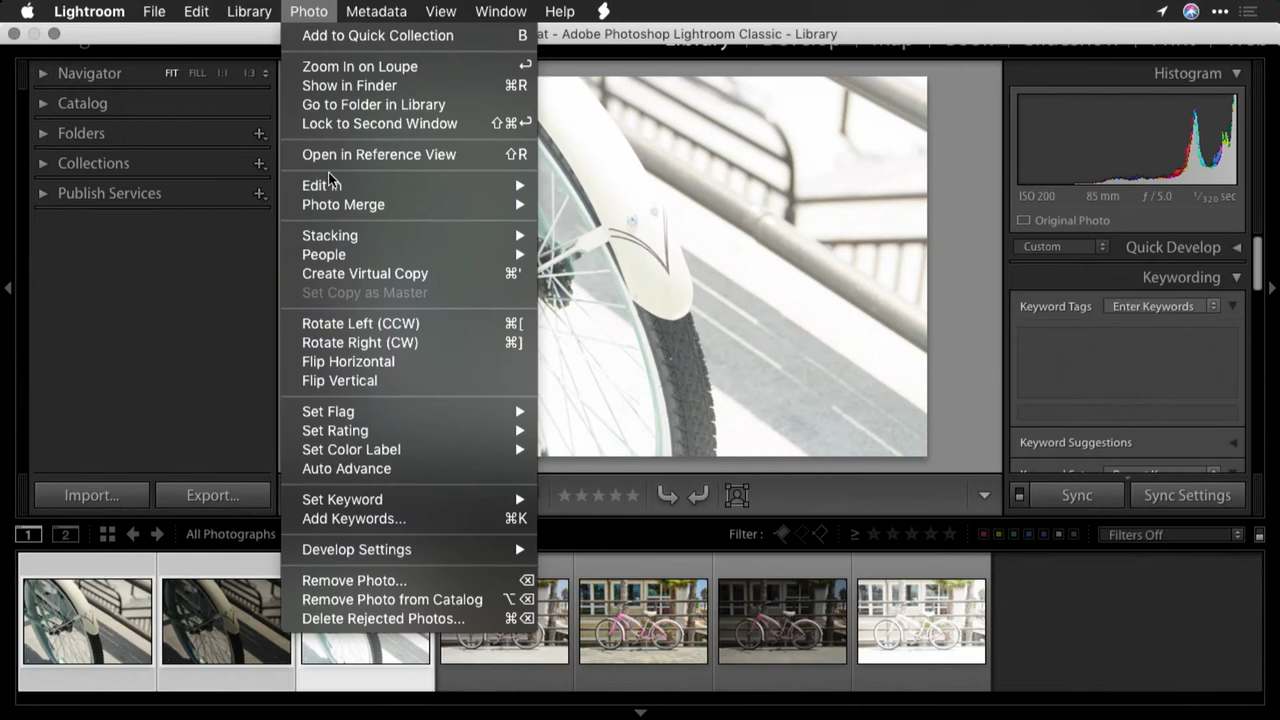 Lightroom File Edit Library Photo Metadata View Window Help
at - Adobe Photoshop Lightroom Classic - Library
Navigator FIT FILL 1:1 1:3
Catalog
Folders
Collections
Publish Services
Import... Export...
Add to Quick Collection B
Zoom In on Loupe ↩
Show in Finder ⌘R
Go to Folder in Library
Lock to Second Window ⇧⌘↩
Open in Reference View ⇧R
Edit In
Photo Merge
Stacking
People
Create Virtual Copy ⌘'
Set Copy as Master
Rotate Left (CCW) ⌘[
Rotate Right (CW) ⌘]
Flip Horizontal
Flip Vertical
Set Flag
Set Rating
Set Color Label
Auto Advance
Set Keyword
Add Keywords... ⌘K
Develop Settings
Remove Photo... ⌫
Remove Photo from Catalog ⌥⌫
Delete Rejected Photos... ⌘⌫
Histogram
ISO 200 85 mm ƒ / 5.0 1/320 sec
Original Photo
Custom Quick Develop
Keywording
Keyword Tags Enter Keywords
Keyword Suggestions
Sync Sync Settings
1 2 All Photographs Filter : ≥ Filters Off